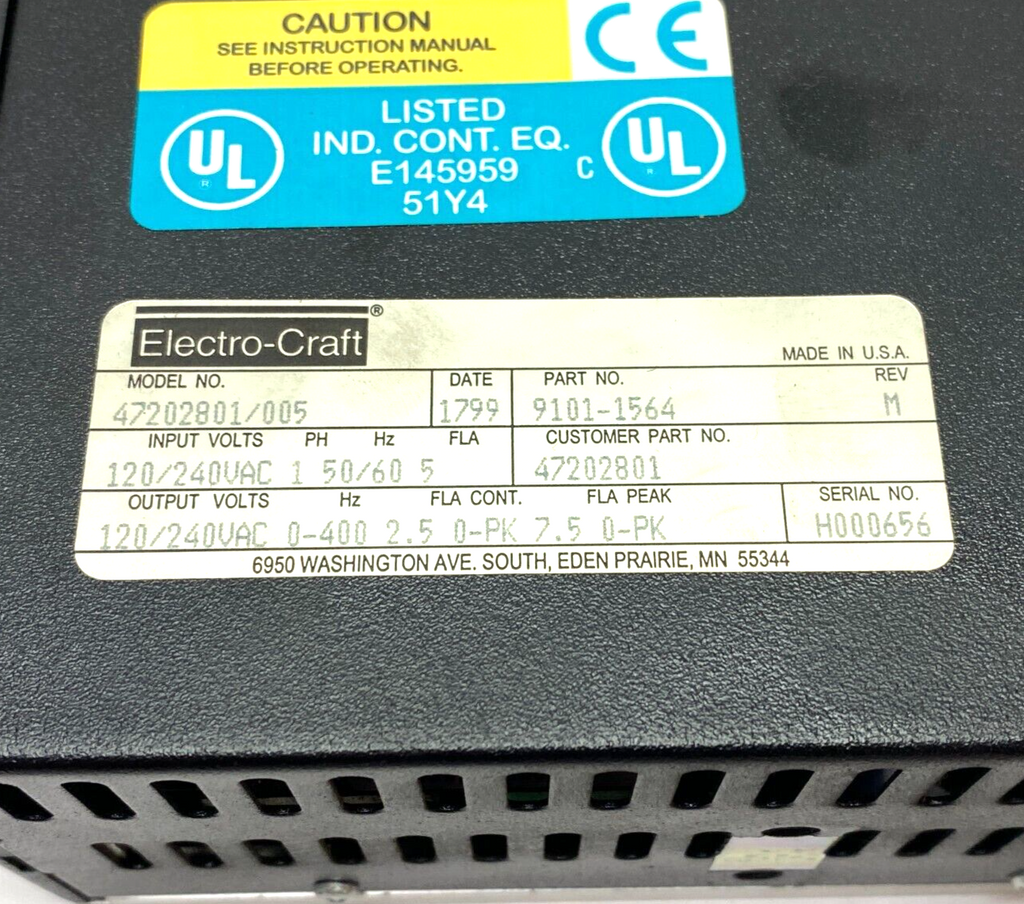 CAUTION
SEE INSTRUCTION MANUAL
BEFORE OPERATING.
CE
UL ®
LISTED
IND. CONT. EQ.
E145959
51Y4
C UL ®
Electro-Craft ®
MADE IN U.S.A.
MODEL NO. DATE PART NO. REV
47202801/005 1799 9101-1564 M
INPUT VOLTS PH Hz FLA CUSTOMER PART NO.
120/240VAC 1 50/60 5 47202801
OUTPUT VOLTS Hz FLA CONT. FLA PEAK SERIAL NO.
120/240VAC 0-400 2.5 0-PK 7.5 0-PK H000656
6950 WASHINGTON AVE. SOUTH, EDEN PRAIRIE, MN 55344